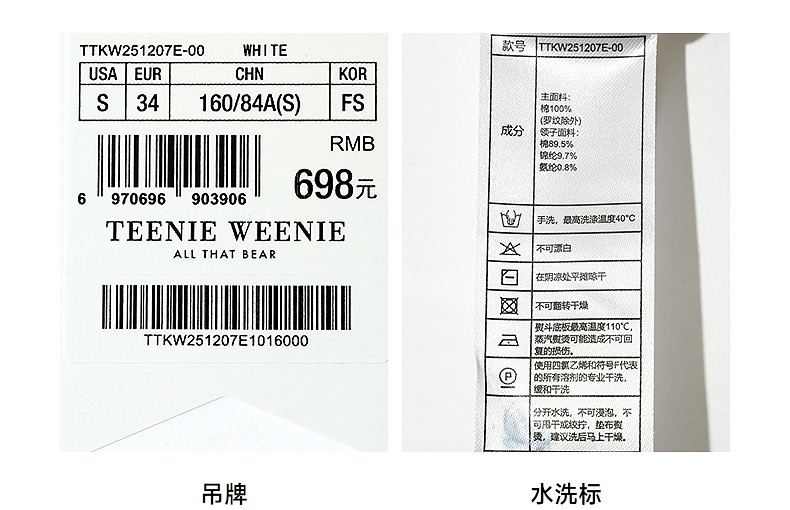 TTKW251207E-00 WHITE
USA EUR CHN KOR
S 34 160/84A(S) FS
RMB
698元
6 970696 903906
TEENIE WEENIE
ALL THAT BEAR
TTKW251207E1016000
吊牌
款号 TTKW251207E-00
成分
主面料:
棉100%
(罗纹除外)
领子面料:
棉89.5%
锦纶9.7%
氨纶0.8%
手洗，最高洗涤温度40°C
不可漂白
在阴凉处平摊晾干
不可翻转干燥
熨斗底板最高温度110℃，
蒸汽熨烫可能造成不可回
复的损伤。
P
使用四氯乙烯和符号F代表
的所有溶剂的专业干洗，
缓和干洗
分开水洗，不可浸泡，不
可甩干或绞拧，垫布熨
烫，建议洗后马上干燥。
水洗标